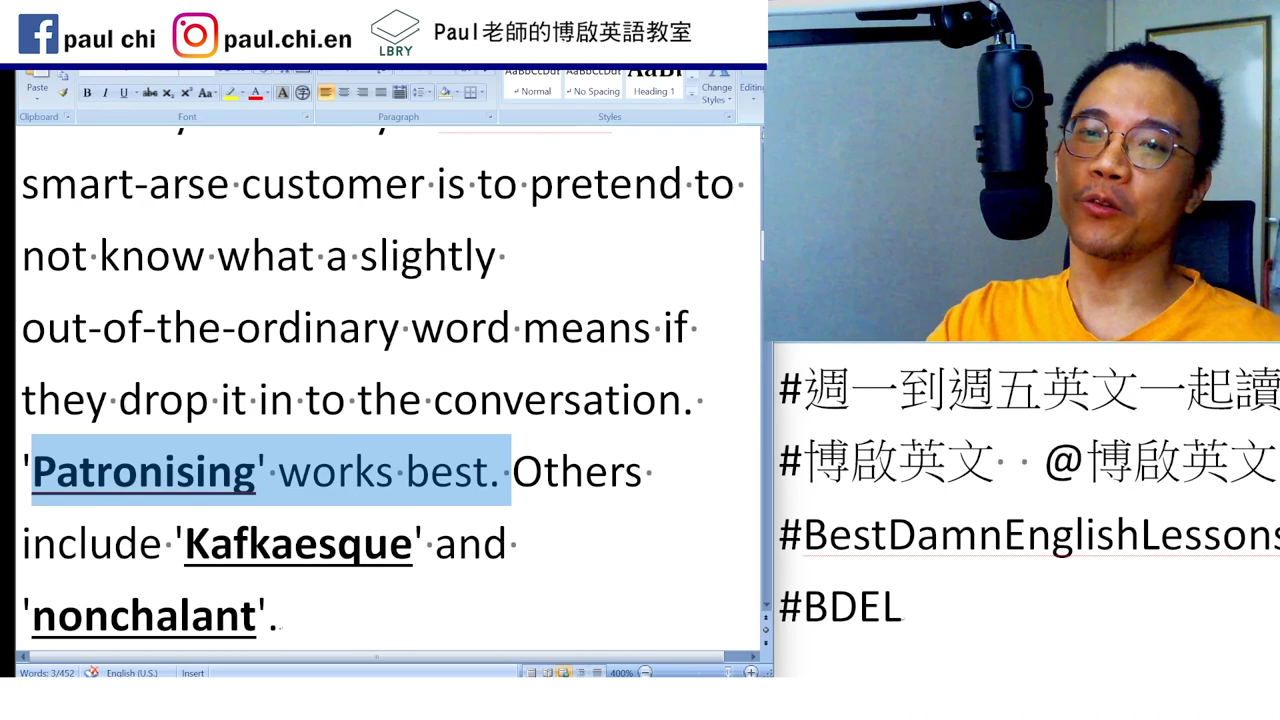 paul chi
paul.chi.en
LBRY
Paul老師的博啟英語教室
Paste
Clipboard
Font
Paragraph
Normal
No Spacing
Heading 1
Change
Styles
Editing
Styles
smart-arse customer is to pretend to
not know what a slightly
out-of-the-ordinary word means if
they drop it in to the conversation.
'Patronising' works best. Others
include 'Kafkaesque' and
'nonchalant'.
Words: 3/452
English (U.S.)
Insert
400%
#週一到週五英文一起讀
#博啟英文 @博啟英文
#BestDamnEnglishLessons
#BDEL